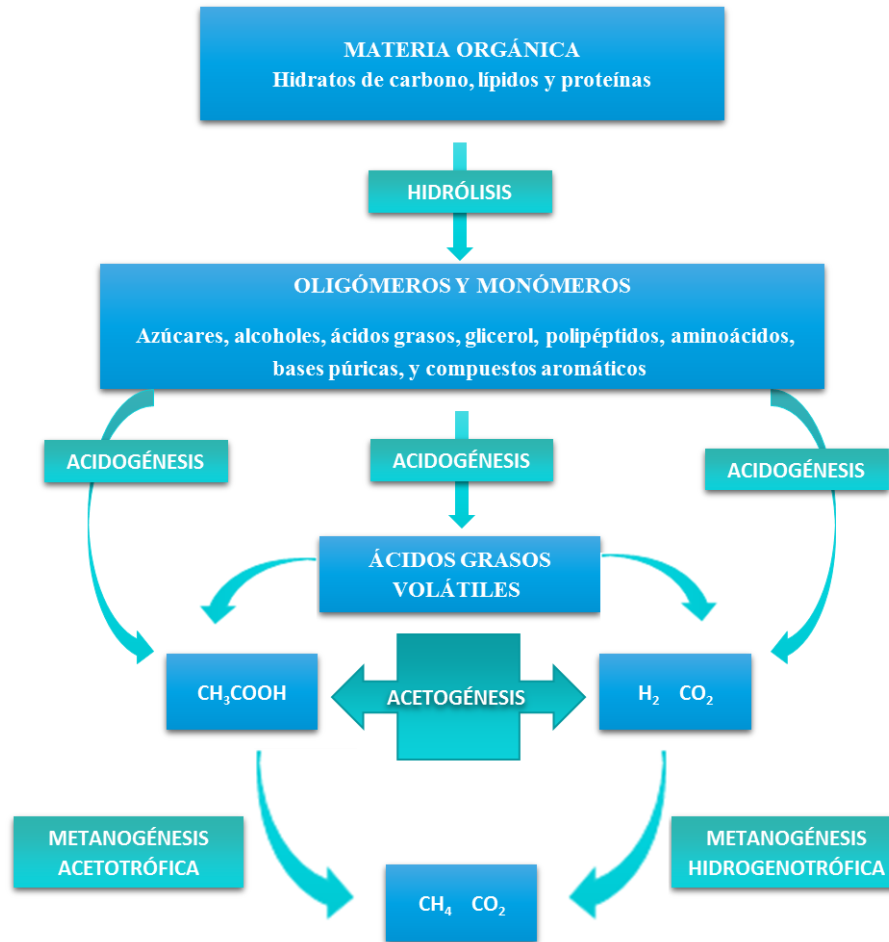 MATERIA ORGÁNICA
Hidratos de carbono, lípidos y proteínas
HIDRÓLISIS
OLIGÓMEROS Y MONÓMEROS
Azúcares, alcoholes, ácidos grasos, glicerol, polipéptidos, aminoácidos,
bases púricas, y compuestos aromáticos
ACIDOGÉNESIS
ACIDOGÉNESIS
ACIDOGÉNESIS
ÁCIDOS GRASOS
VOLÁTILES
CH₃COOH
ACETOGÉNESIS
H₂ CO₂
METANOGÉNESIS
ACETOTRÓFICA
METANOGÉNESIS
HIDROGENOTRÓFICA
CH₄ CO₂